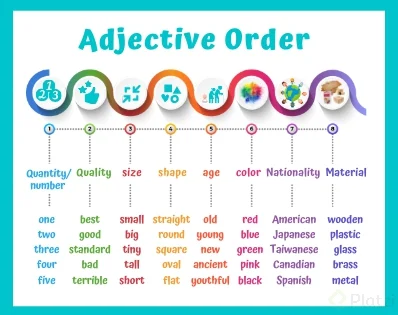 Adjective Order
1 2 3
1 2 3 4 5 6 7 8
Quantity/ Quality size shape age color Nationality Material
number
one best small straight old red American wooden
two good big round young blue Japanese plastic
three standard tiny square new green Taiwanese glass
four bad tall oval ancient pink Canadian brass
five terrible short flat youthful black Spanish metal